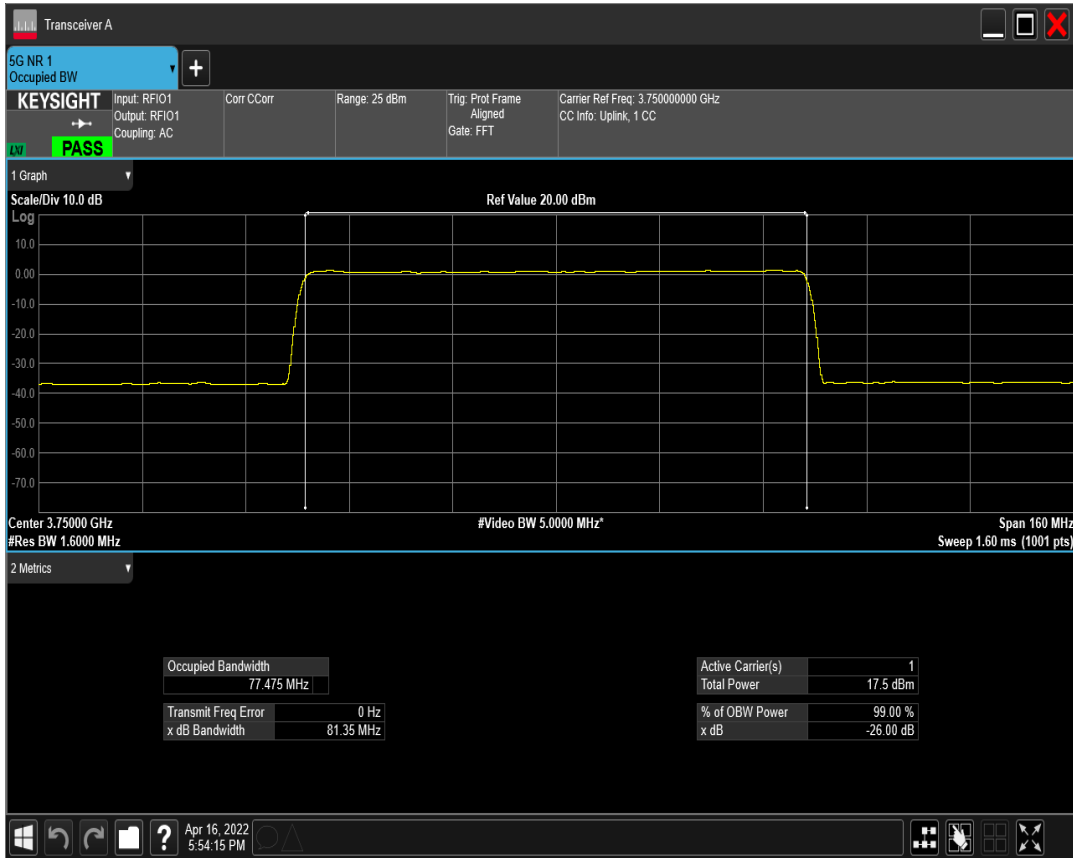 Transceiver A
5G NR 1
Occupied BW
+
KEYSIGHT
LXI
PASS
Input: RFIO1
Output: RFIO1
Coupling: AC
Corr CCorr
Range: 25 dBm
Trig: Prot Frame
Aligned
Gate: FFT
Carrier Ref Freq: 3.750000000 GHz
CC Info: Uplink, 1 CC
1 Graph
Scale/Div 10.0 dB
Ref Value 20.00 dBm
Log
10.0
0.00
-10.0
-20.0
-30.0
-40.0
-50.0
-60.0
-70.0
Center 3.75000 GHz
#Video BW 5.0000 MHz*
Span 160 MHz
#Res BW 1.6000 MHz
Sweep 1.60 ms (1001 pts)
2 Metrics
Occupied Bandwidth
77.475 MHz
Transmit Freq Error 0 Hz
x dB Bandwidth 81.35 MHz
Active Carrier(s) 1
Total Power 17.5 dBm
% of OBW Power 99.00 %
x dB -26.00 dB
?
Apr 16, 2022
5:54:15 PM